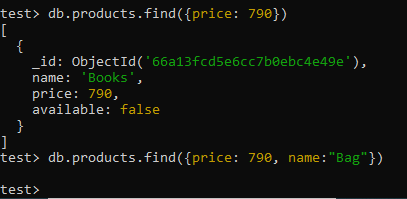 test> db.products.find({price: 790})
[
  {
    _id: ObjectId('66a13fcd5e6cc7b0ebc4e49e'),
    name: 'Books',
    price: 790,
    available: false
  }
]
test> db.products.find({price: 790, name:"Bag"})

test>